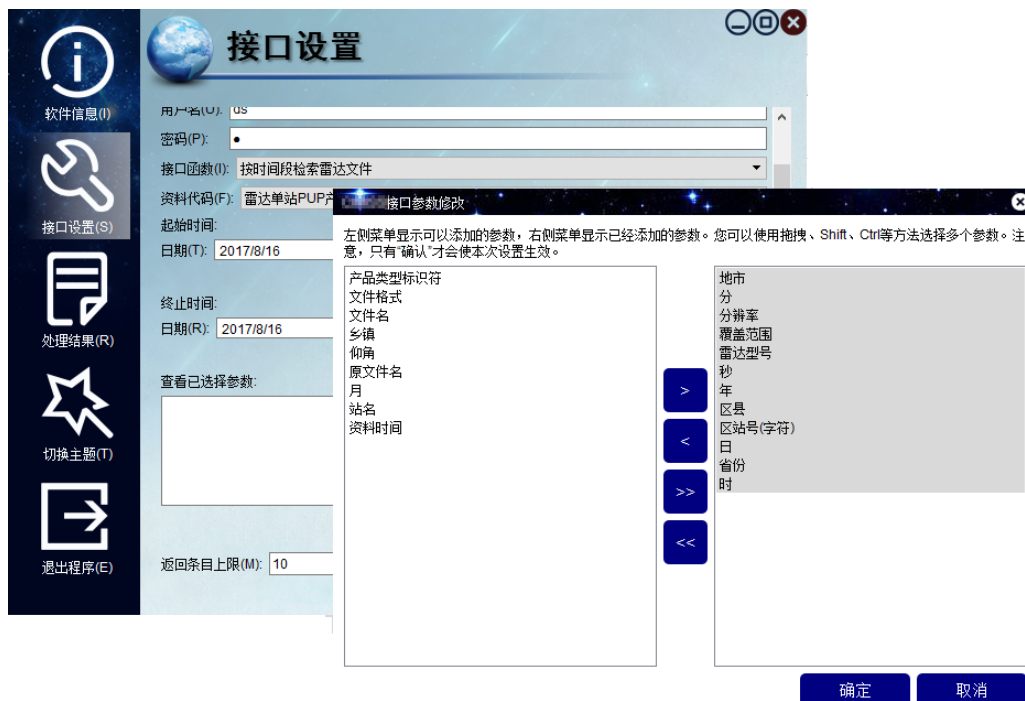 接口设置
软件信息(I)
接口设置(S)
处理结果(R)
切换主题(T)
退出程序(E)
用户名(U): ds
密码(P): •
接口函数(I): 按时间段检索雷达文件
资料代码(F): 雷达单站PUP产
起始时间:
日期(T): 2017/8/16
终止时间:
日期(R): 2017/8/16
查看已选择参数:
返回条目上限(M): 10
接口参数修改
左侧菜单显示可以添加的参数，右侧菜单显示已经添加的参数。您可以使用拖拽、Shift、Ctrl等方法选择多个参数。注
意，只有“确认”才会使本次设置生效。
产品类型标识符
文件格式
文件名
乡镇
仰角
原文件名
月
站名
资料时间
>
<
>>
<<
地市
分
分辨率
覆盖范围
雷达型号
秒
年
区县
区站号(字符)
日
省份
时
确定
取消